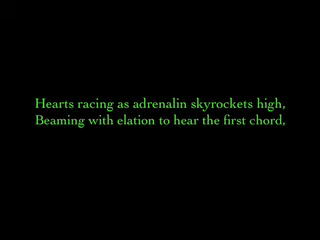 Hearts racing as adrenalin skyrockets high,
Beaming with elation to hear the first chord.